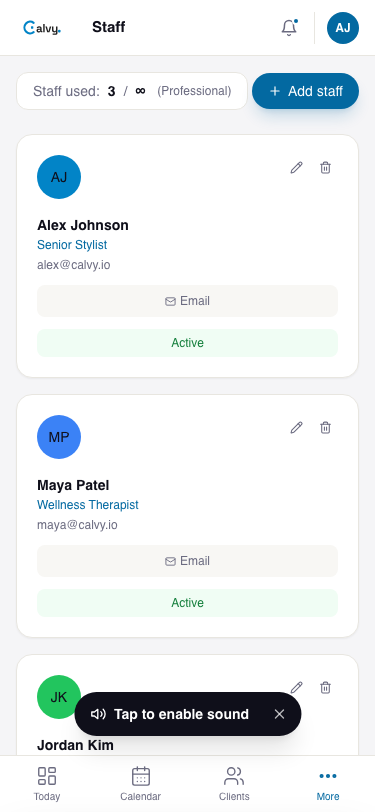 Calvy.
Staff
AJ
Staff used: 3 / ∞ (Professional)
+ Add staff
AJ
Alex Johnson
Senior Stylist
alex@calvy.io
Email
Active
MP
Maya Patel
Wellness Therapist
maya@calvy.io
Email
Active
JK
Tap to enable sound
Jordan Kim
Today
Calendar
Clients
More